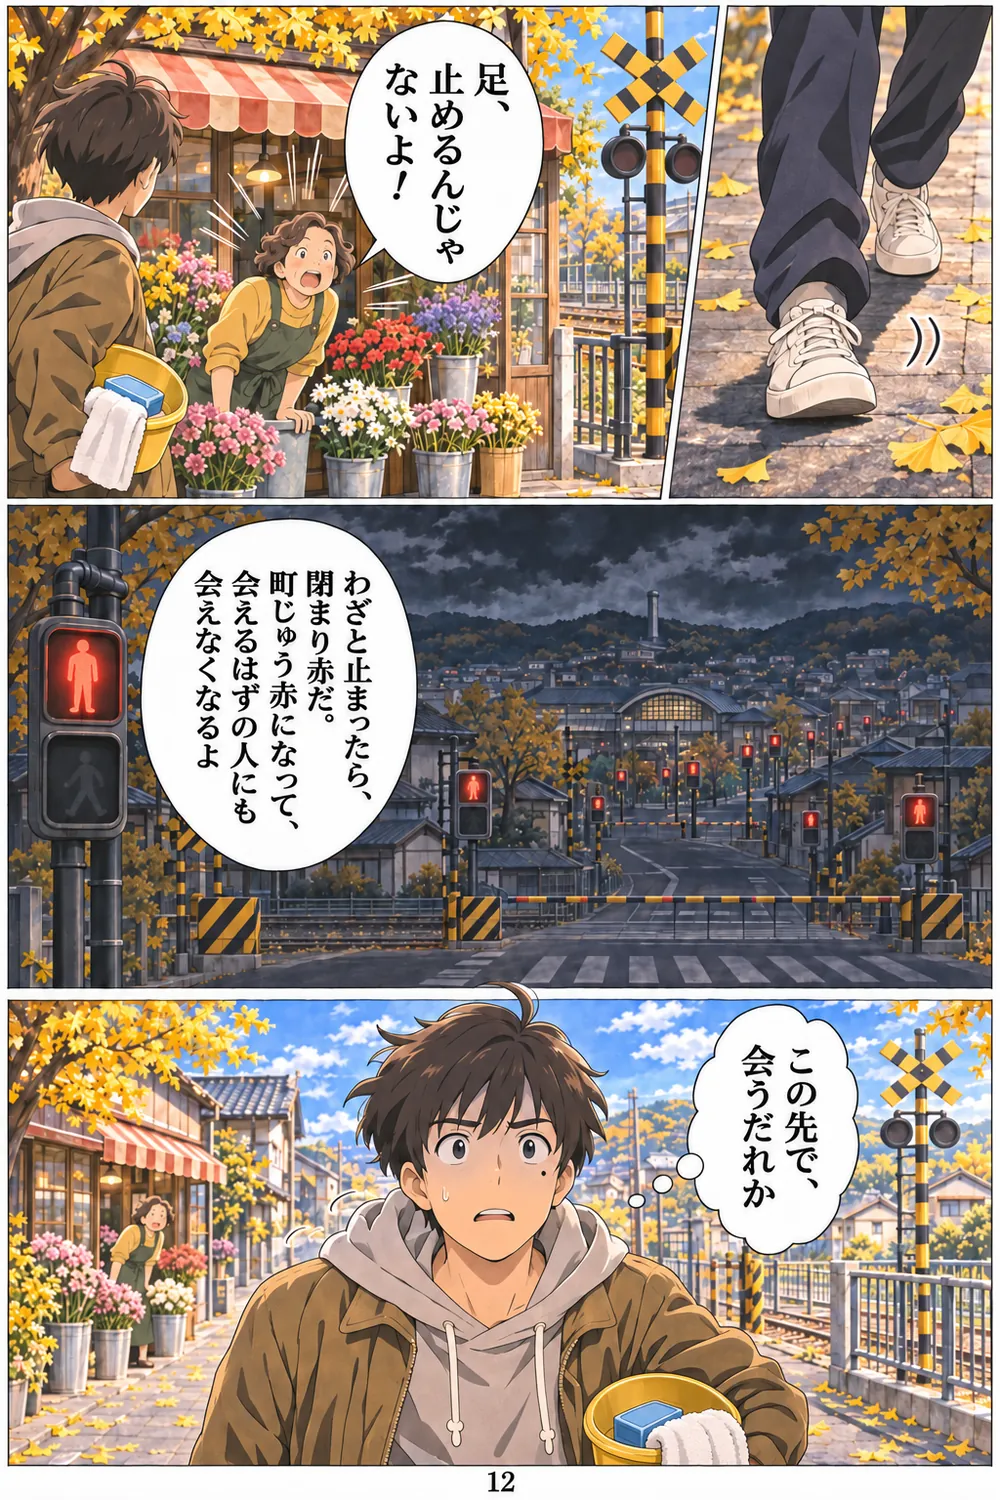 足、
止めるんじゃ
ないよ！
わざと止まったら、
閉まり赤だ。
町じゅう赤になって、
会えるはずの人にも
会えなくなるよ
この先で、
会うだれか
12